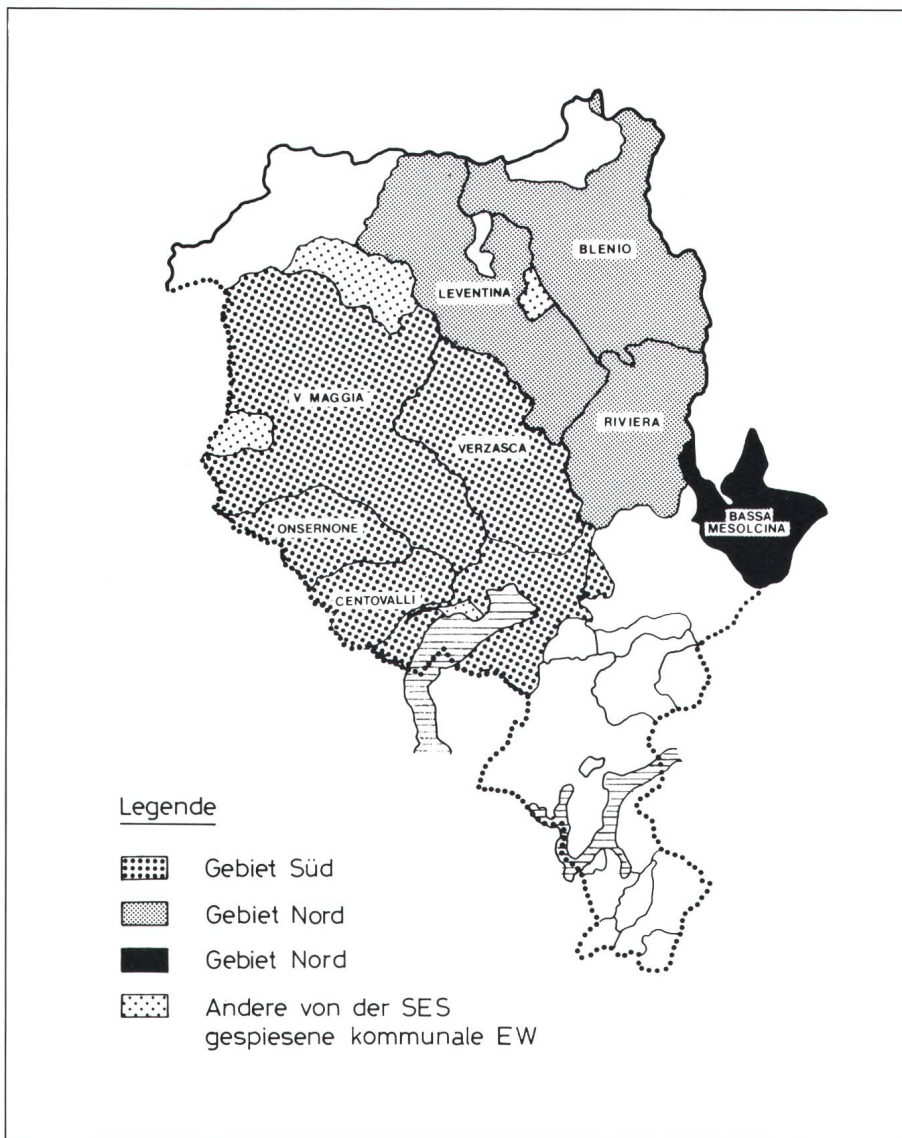 BLENIO
LEVENTINA
V. MAGGIA
RIVIERA
VERZASCA
BASSA
MESOLCINA
ONSERNONE
CENTOVALLI
Legende
Gebiet Süd
Gebiet Nord
Gebiet Nord
Andere von der SES
gespiesene kommunale EW